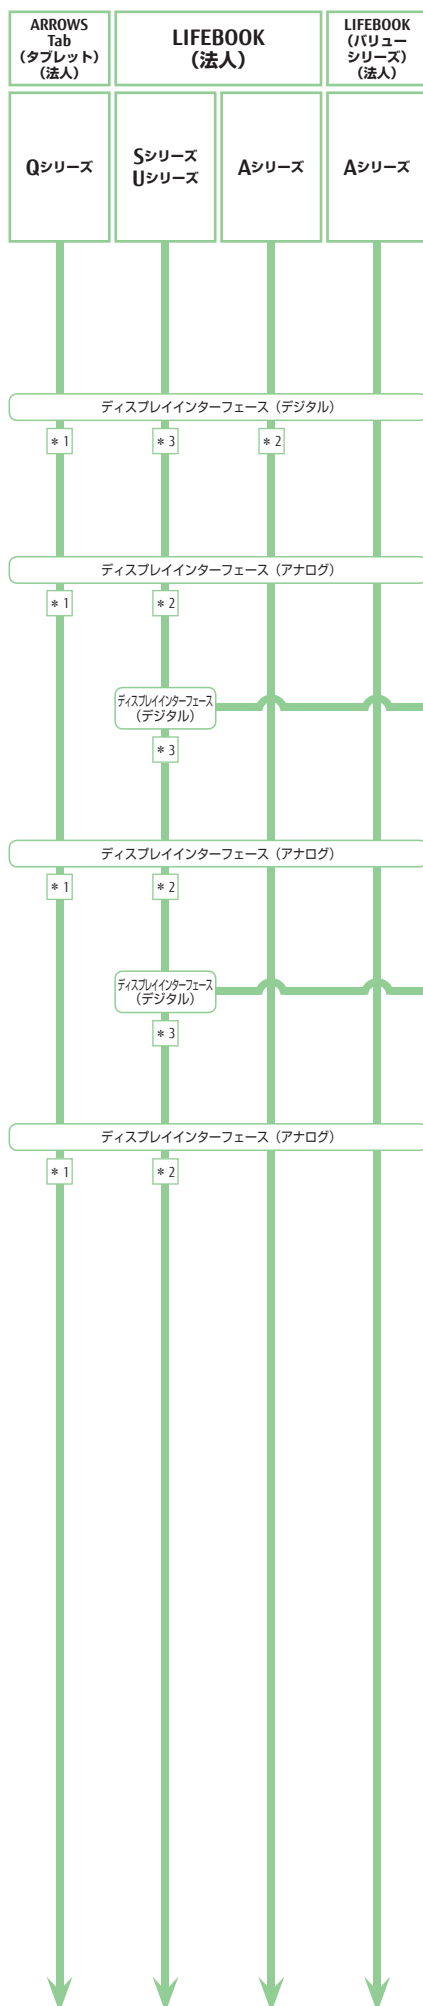 ARROWS
Tab
（タブレット）
（法人）
LIFEBOOK
（法人）
LIFEBOOK
（バリュー
シリーズ）
（法人）
Qシリーズ
Sシリーズ
Uシリーズ
Aシリーズ
Aシリーズ
ディスプレイインターフェース（デジタル）
＊1
＊3
＊2
ディスプレイインターフェース（アナログ）
＊1
＊2
ディスプレイインターフェース
（デジタル）
＊3
ディスプレイインターフェース（アナログ）
＊1
＊2
ディスプレイインターフェース
（デジタル）
＊3
ディスプレイインターフェース（アナログ）
＊1
＊2